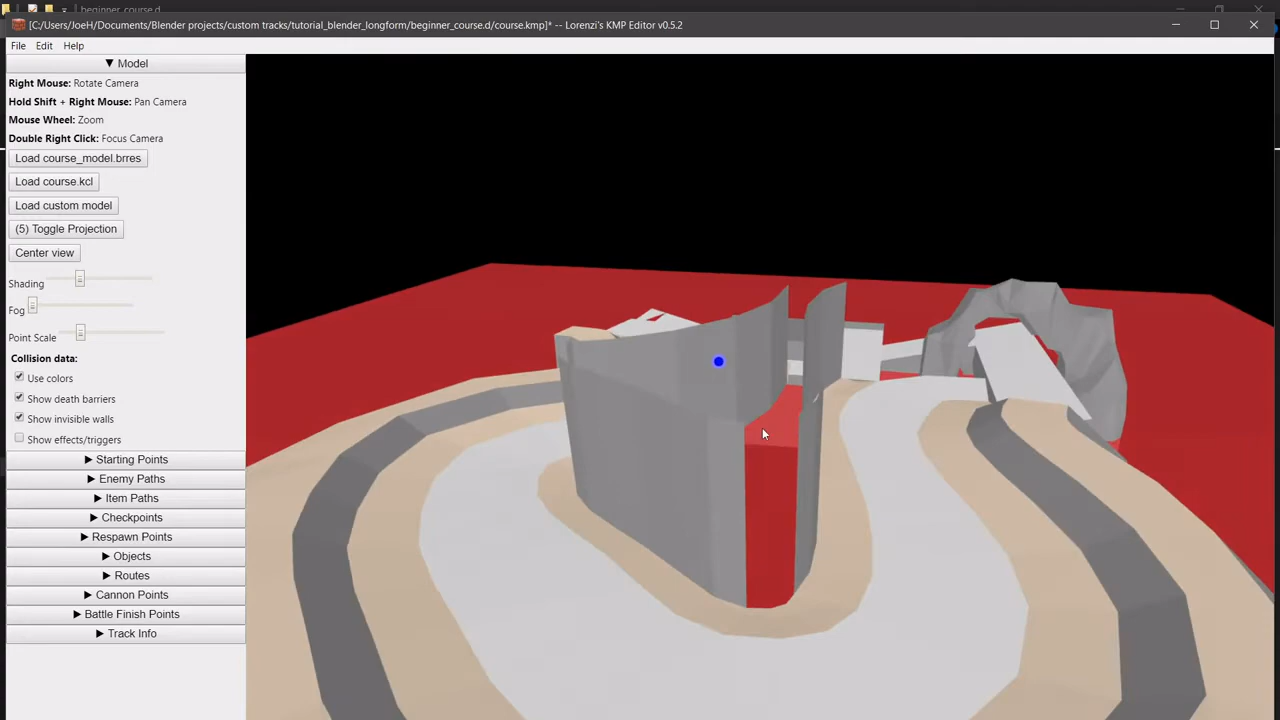 beginner_course.d
[C:/Users/JoeH/Documents/Blender projects/custom tracks/tutorial_blender_longform/beginner_course.d/course.kmp]* -- Lorenzi's KMP Editor v0.5.2
File Edit Help
▼ Model
Right Mouse: Rotate Camera
Hold Shift + Right Mouse: Pan Camera
Mouse Wheel: Zoom
Double Right Click: Focus Camera
Load course_model.brres
Load course.kcl
Load custom model
(5) Toggle Projection
Center view
Shading
Fog
Point Scale
Collision data:
Use colors
Show death barriers
Show invisible walls
Show effects/triggers
▶ Starting Points
▶ Enemy Paths
▶ Item Paths
▶ Checkpoints
▶ Respawn Points
▶ Objects
▶ Routes
▶ Cannon Points
▶ Battle Finish Points
▶ Track Info